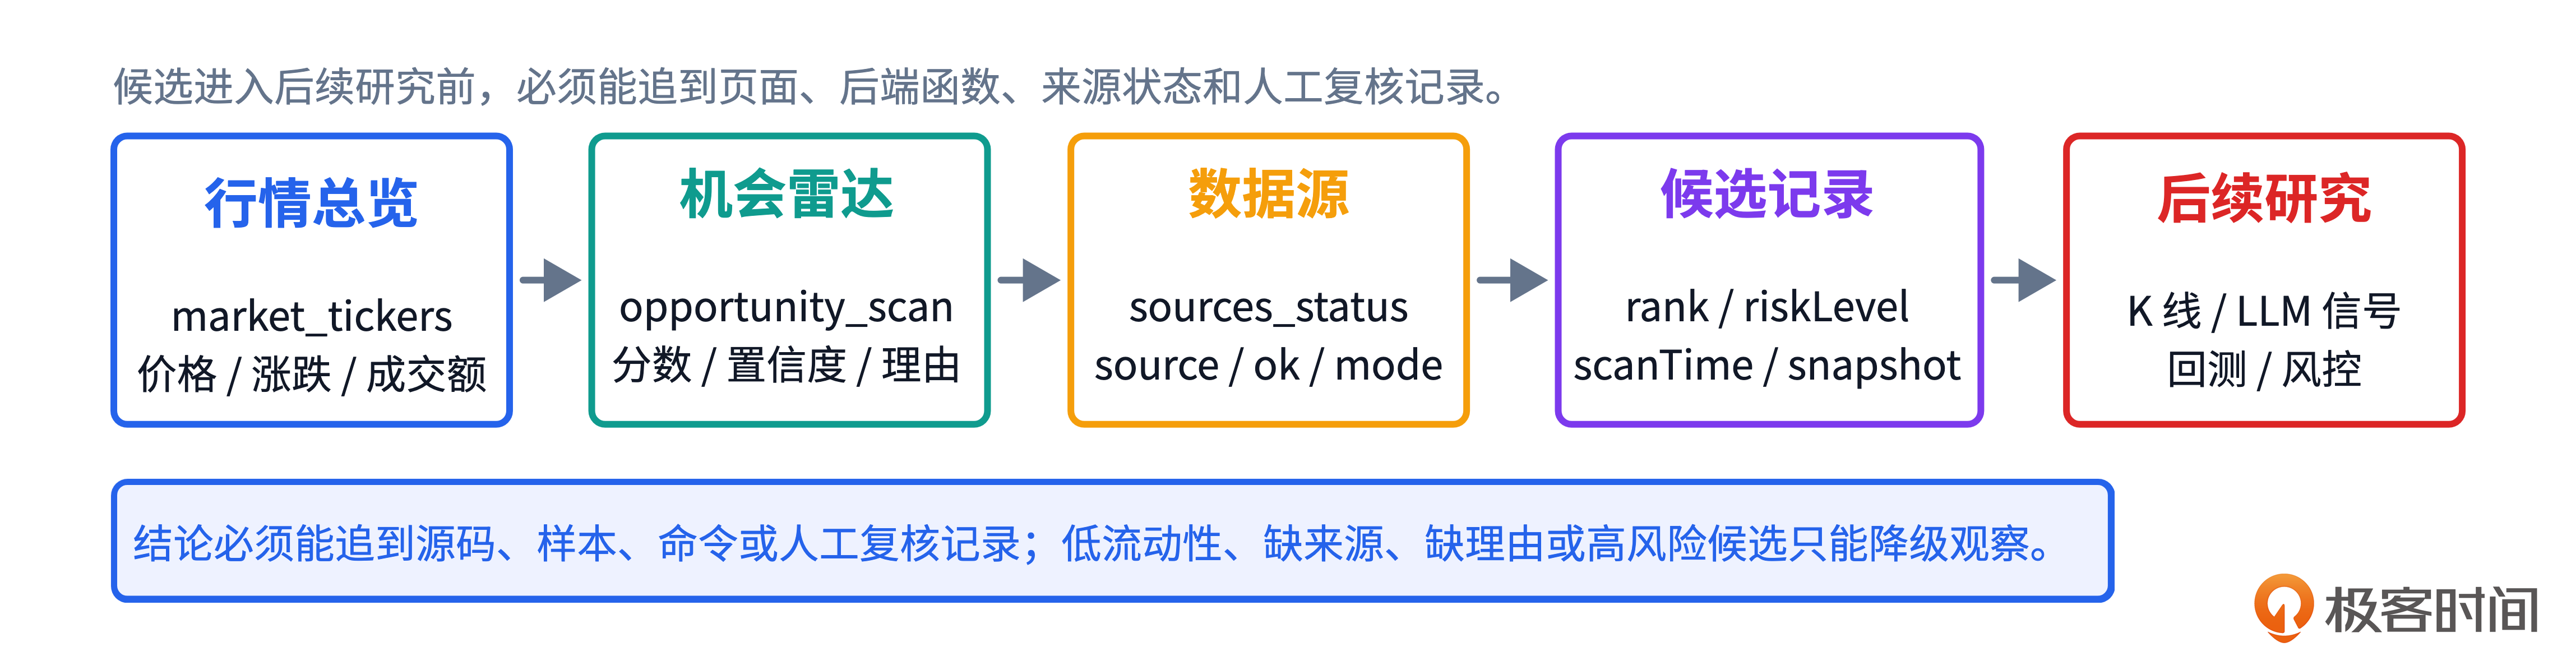 候选进入后续研究前，必须能追到页面、后端函数、来源状态和人工复核记录。
行情总览
market_tickers
价格 / 涨跌 / 成交额
机会雷达
opportunity_scan
分数 / 置信度 / 理由
数据源
sources_status
source / ok / mode
候选记录
rank / riskLevel
scanTime / snapshot
后续研究
K 线 / LLM 信号
回测 / 风控
结论必须能追到源码、样本、命令或人工复核记录；低流动性、缺来源、缺理由或高风险候选只能降级观察。
极客时间